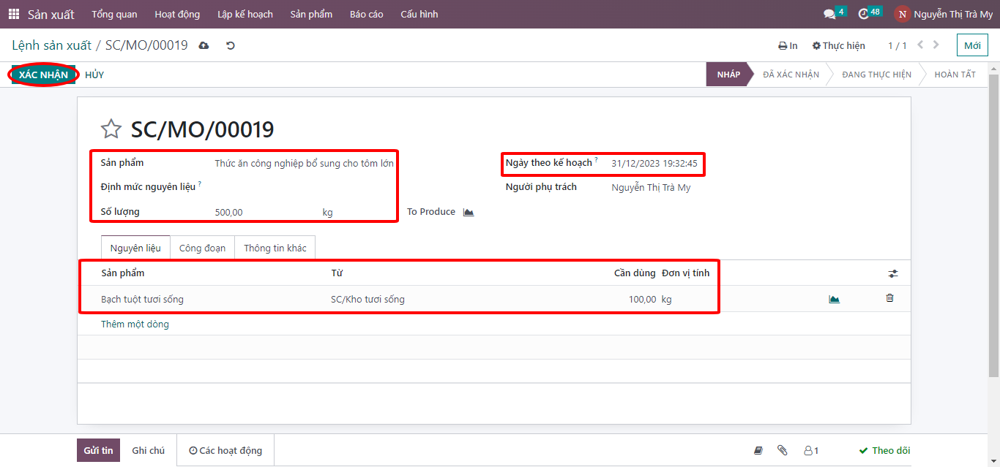 Sản xuất Tổng quan Hoạt động Lập kế hoạch Sản phẩm Báo cáo Cấu hình 4 48 N Nguyễn Thị Trà My
Lệnh sản xuất / SC/MO/00019 In Thực hiện 1 / 1 Mới
XÁC NHẬN HỦY NHÁP ĐÃ XÁC NHẬN ĐANG THỰC HIỆN HOÀN TẤT
SC/MO/00019
Sản phẩm Thức ăn công nghiệp bổ sung cho tôm lớn Ngày theo kế hoạch ? 31/12/2023 19:32:45
Định mức nguyên liệu ? Người phụ trách Nguyễn Thị Trà My
Số lượng 500,00 kg To Produce
Nguyên liệu Công đoạn Thông tin khác
Sản phẩm Từ Cần dùng Đơn vị tính
Bạch tuột tươi sống SC/Kho tươi sống 100,00 kg
Thêm một dòng
Gửi tin Ghi chú Các hoạt động 1 Theo dõi